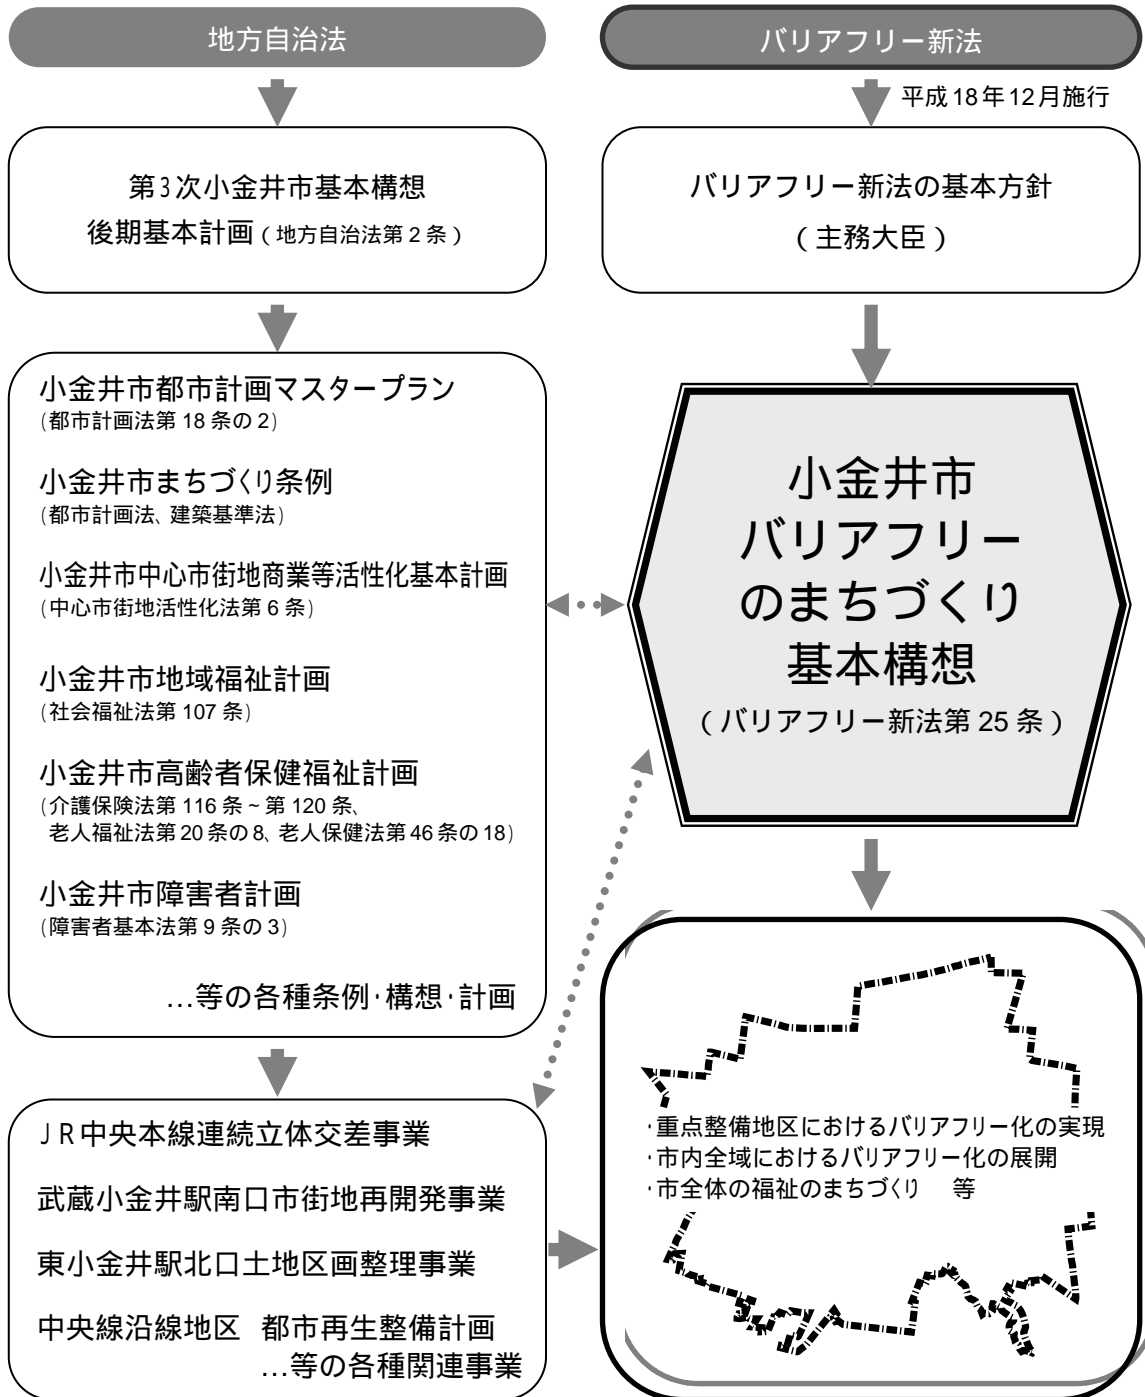 地方自治法
第3次小金井市基本構想
後期基本計画(地方自治法第2条)
小金井市都市計画マスタープラン
(都市計画法第18条の2)
小金井市まちづくり条例
(都市計画法、建築基準法)
小金井市中心市街地商業等活性化基本計画
(中心市街地活性化法第6条)
小金井市地域福祉計画
(社会福祉法第107条)
小金井市高齢者保健福祉計画
(介護保険法第116条~第120条、
老人福祉法第20条の8、老人保健法第46条の18)
小金井市障害者計画
(障害者基本法第9条の3)
…等の各種条例・構想・計画
JR中央本線連続立体交差事業
武蔵小金井駅南口市街地再開発事業
東小金井駅北口土地区画整理事業
中央線沿線地区 都市再生整備計画
…等の各種関連事業
バリアフリー新法
平成18年12月施行
バリアフリー新法の基本方針
(主務大臣)
小金井市
バリアフリー
のまちづくり
基本構想
(バリアフリー新法第25条)
・重点整備地区におけるバリアフリー化の実現
・市内全域におけるバリアフリー化の展開
・市全体の福祉のまちづくり 等